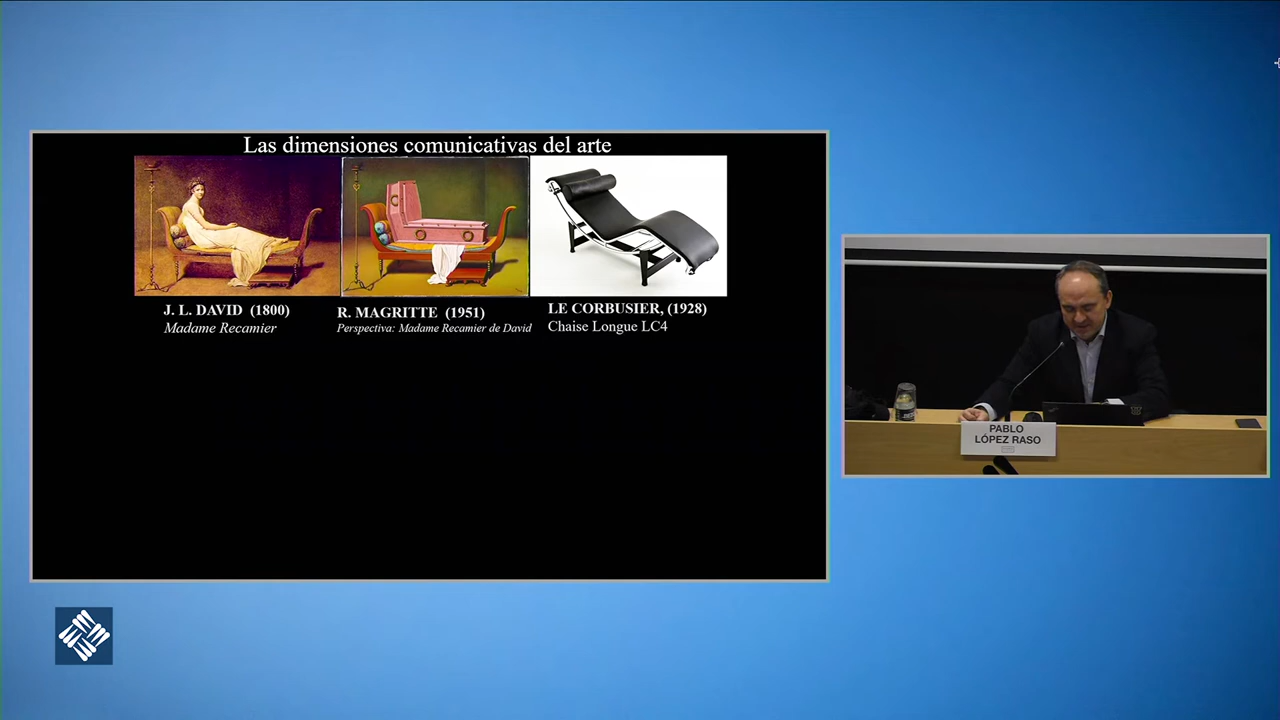 Las dimensiones comunicativas del arte
J. L. DAVID (1800)
Madame Recamier
R. MAGRITTE (1951)
Perspectiva: Madame Recamier de David
LE CORBUSIER, (1928)
Chaise Longue LC4
PABLO
LÓPEZ RASO